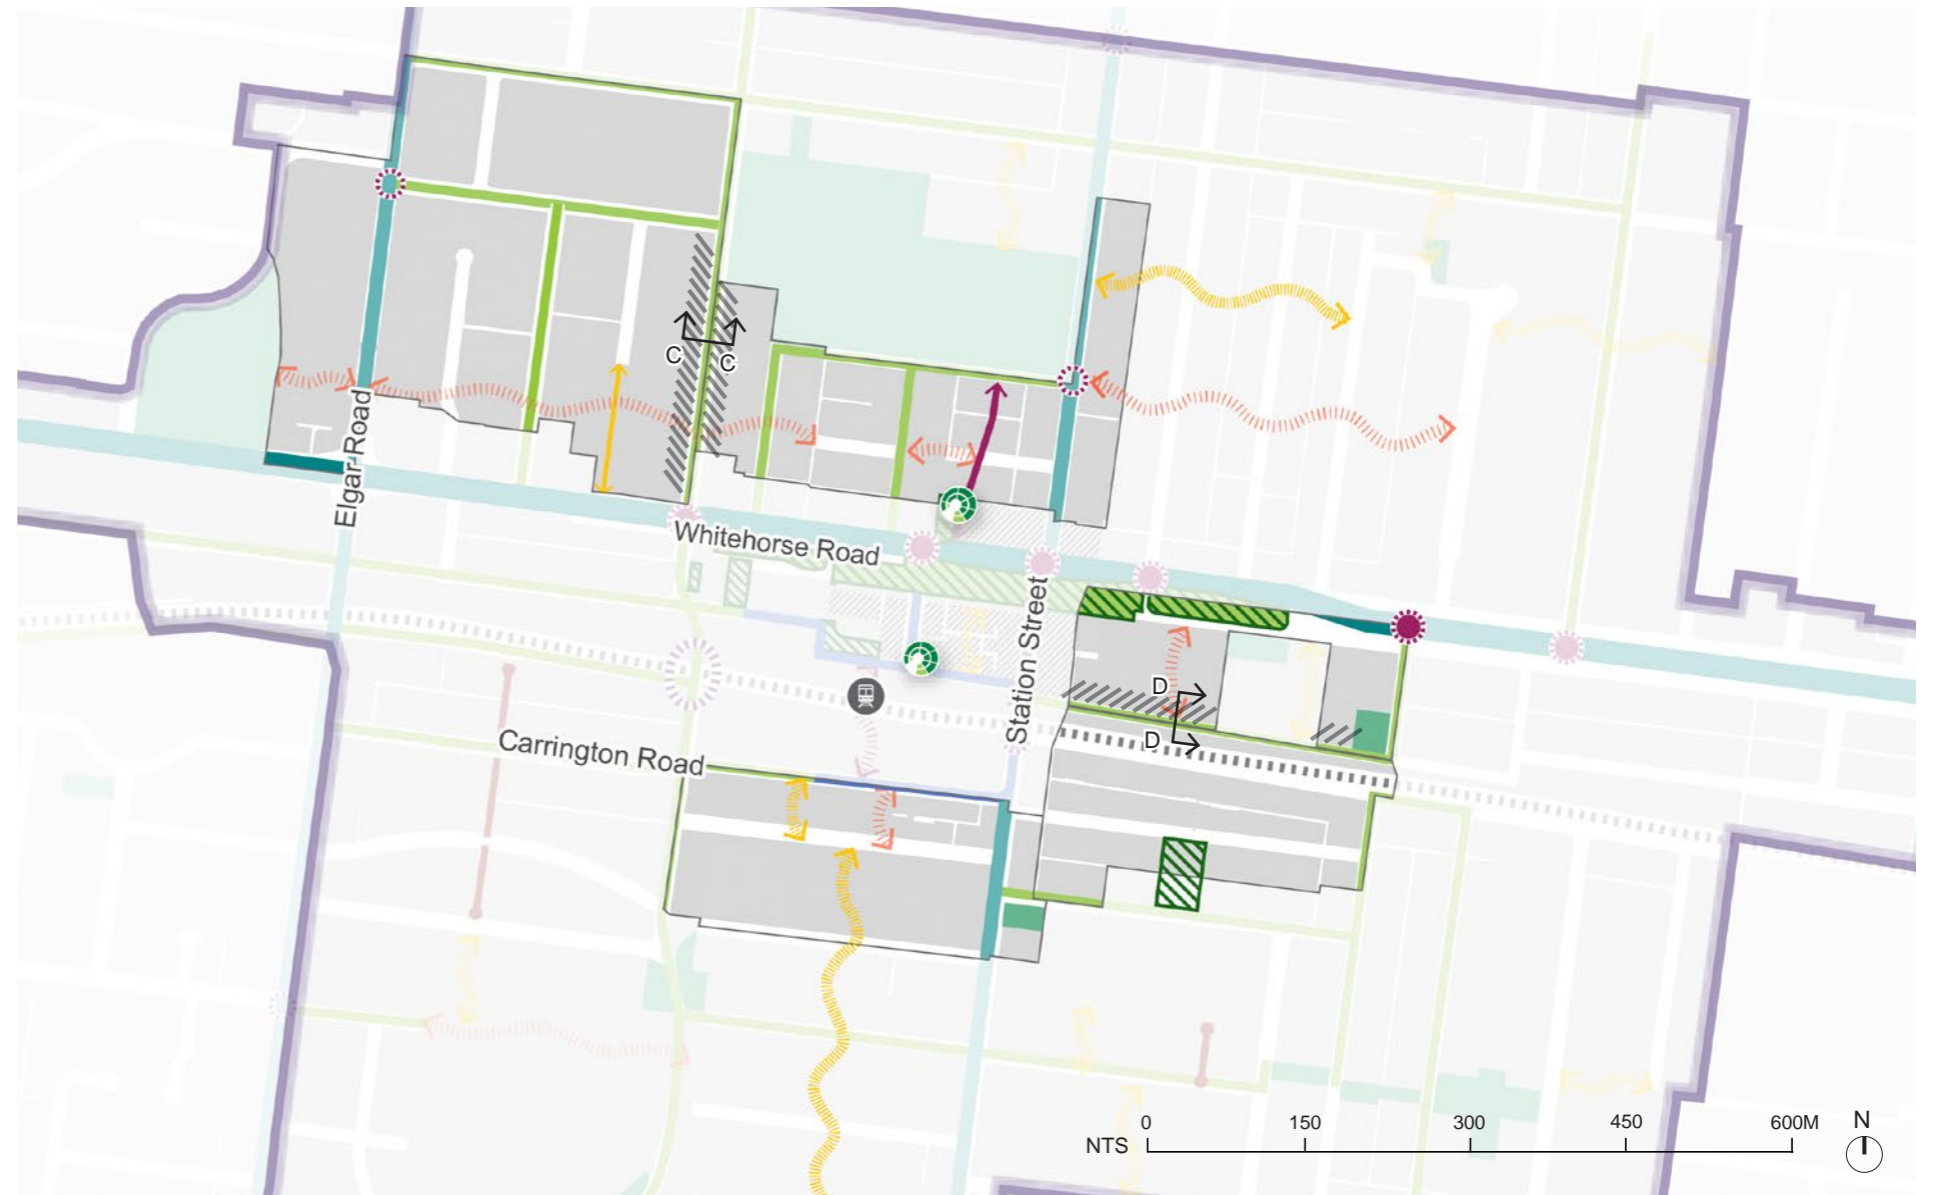 C
C
Elgar Road
Whitehorse Road
Station Street
D
D
Carrington Road
0
150
300
450
600M
NTS
N